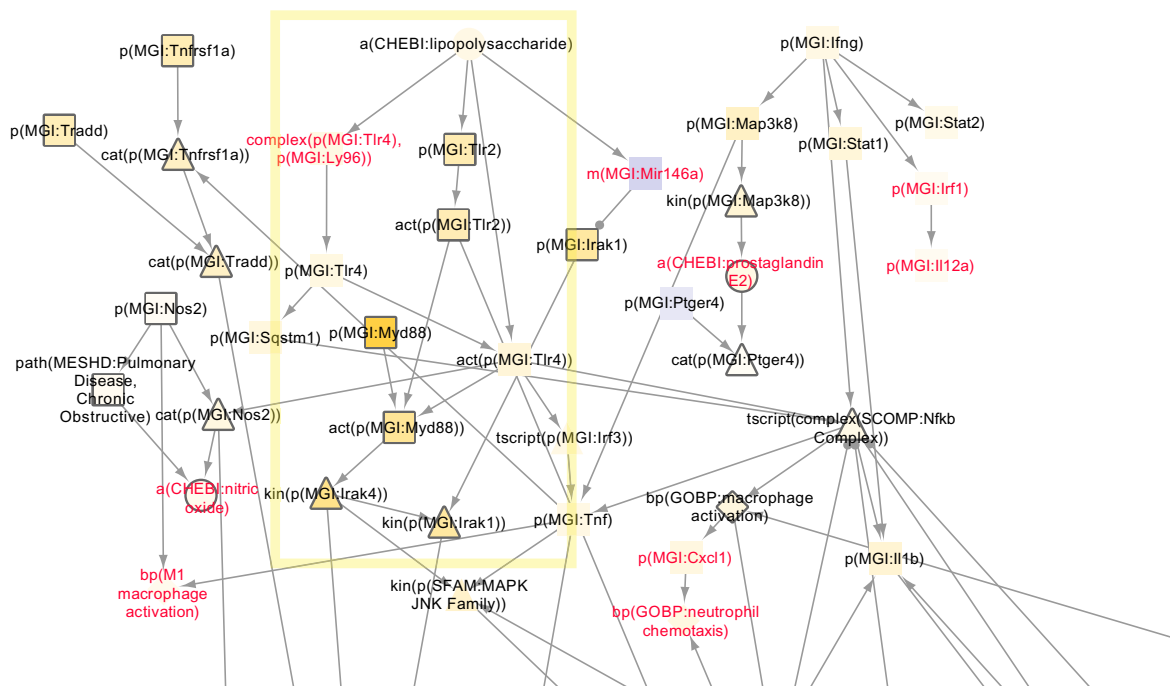 p(MGI:Tnfrsf1a)
a(CHEBI:lipopolysaccharide)
p(MGI:Ifng)
p(MGI:Tradd)
cat(p(MGI:Tnfrsf1a))
complex(p(MGI:Tlr4),
p(MGI:Ly96))
p(MGI:Tlr2)
m(MGI:Mir146a)
p(MGI:Map3k8)
p(MGI:Stat1)
p(MGI:Stat2)
kin(p(MGI:Map3k8))
p(MGI:Irf1)
act(p(MGI:Tlr2))
p(MGI:Irak1)
cat(p(MGI:Tradd))
p(MGI:Tlr4)
a(CHEBI:prostaglandin
E2)
p(MGI:Il12a)
p(MGI:Nos2)
p(MGI:Sqstm1)
p(MGI:Myd88)
p(MGI:Ptger4)
path(MESHD:Pulmonary
Disease,
Chronic
Obstructive)
act(p(MGI:Tlr4))
cat(p(MGI:Ptger4))
cat(p(MGI:Nos2))
act(p(MGI:Myd88))
tscript(p(MGI:Irf3))
tscript(complex(SCOMP:Nfkb
Complex))
a(CHEBI:nitric
oxide)
kin(p(MGI:Irak4))
kin(p(MGI:Irak1))
p(MGI:Tnf)
bp(GOBP:macrophage
activation)
p(MGI:Cxcl1)
p(MGI:Il1b)
bp(M1
macrophage
activation)
kin(p(SFAM:MAPK
JNK Family))
bp(GOBP:neutrophil
chemotaxis)